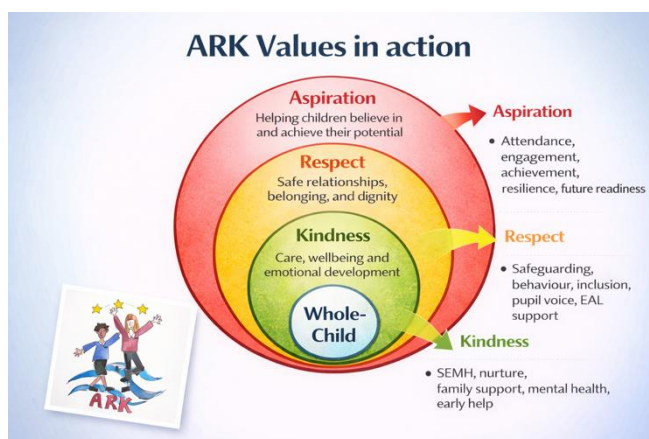 ARK Values in action
Aspiration
Helping children believe in
and achieve their potential
Respect
Safe relationships,
belonging, and dignity
Kindness
Care, wellbeing and
emotional development
Whole-
Child
Aspiration
• Attendance,
engagement,
achievement,
resilience, future readiness
Respect
• Safeguarding,
behaviour, inclusion,
pupil voice, EAL
support
Kindness
• SEMH, nurture,
family support, mental health,
early help
ARK